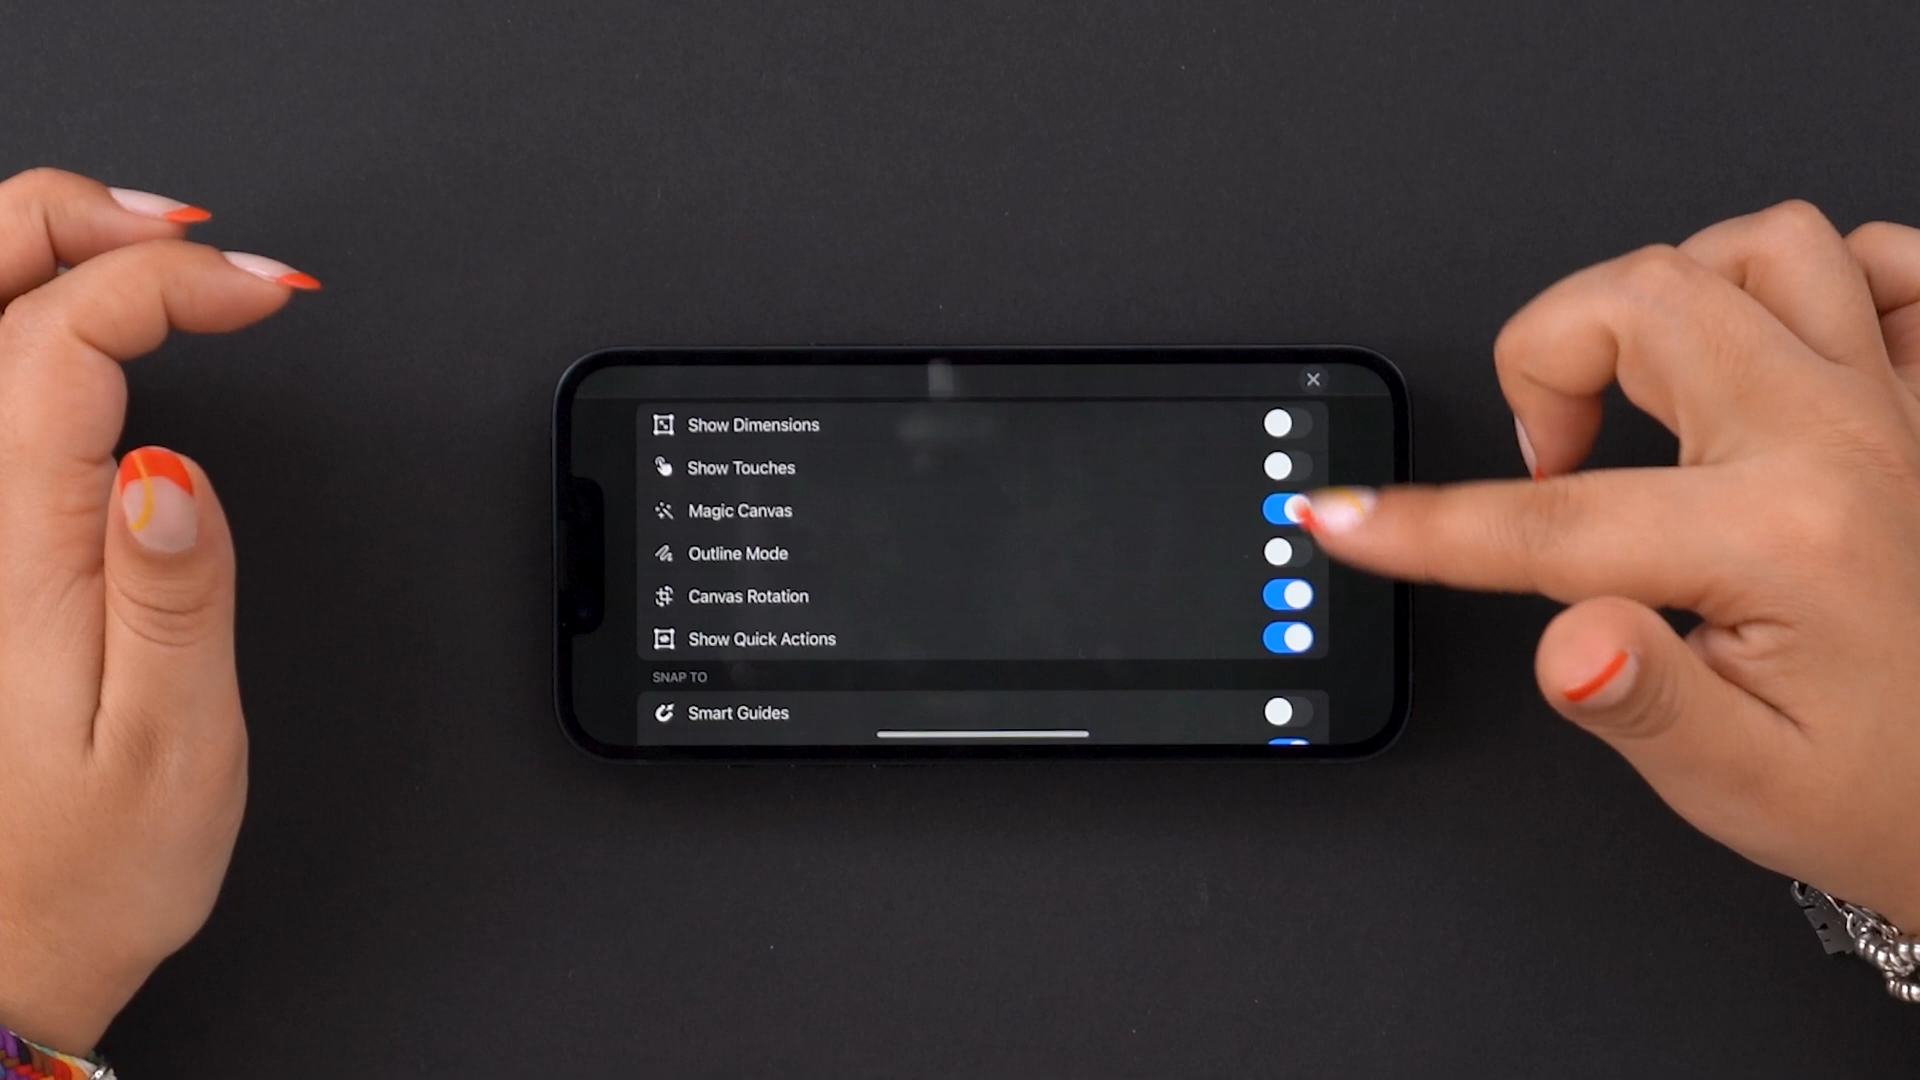 Show Dimensions
Show Touches
Magic Canvas
Outline Mode
Canvas Rotation
Show Quick Actions
SNAP TO
Smart Guides